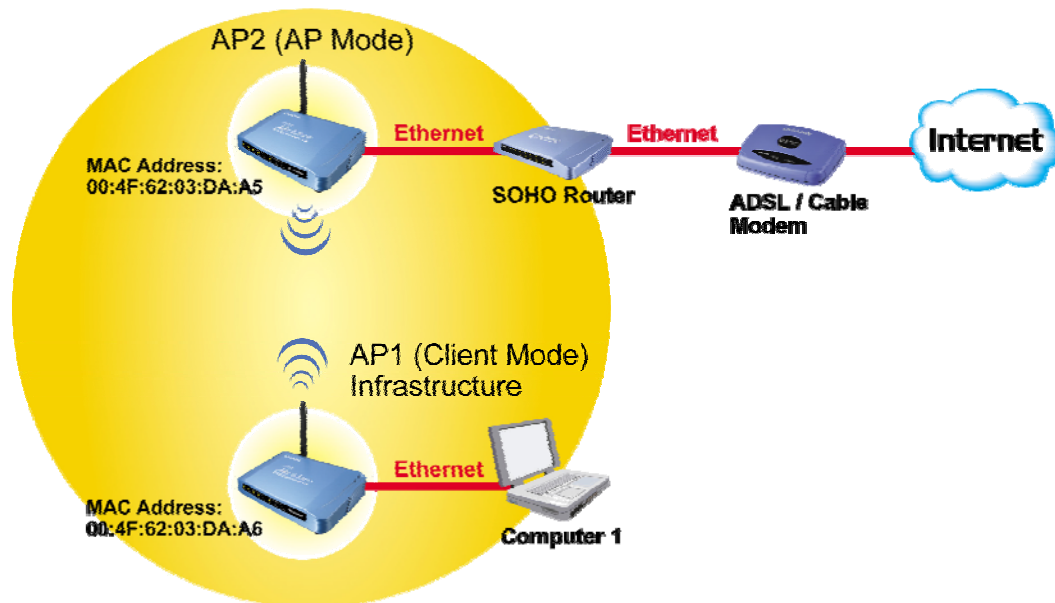 AP2 (AP Mode)
MAC Address:
00:4F:62:03:DA:A5
Ethernet
SOHO Router
Ethernet
ADSL / Cable
Modem
Internet
AP1 (Client Mode)
Infrastructure
MAC Address:
00:4F:62:03:DA:A6
Ethernet
Computer 1